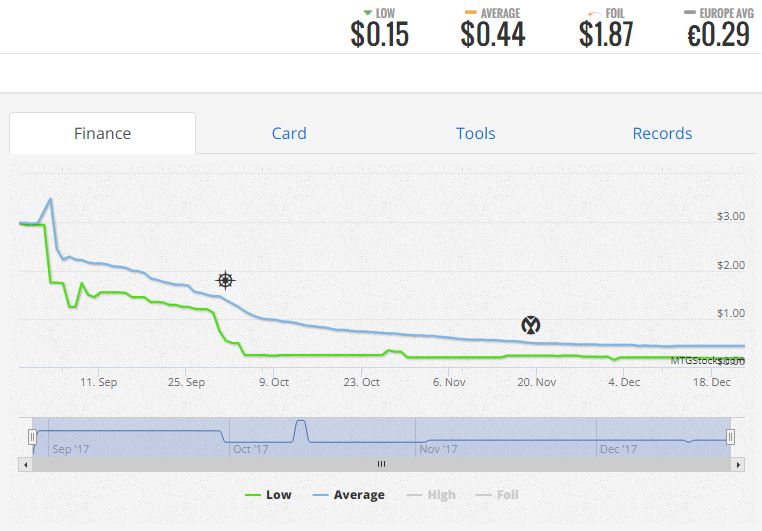 LOW AVERAGE FOIL EUROPE AVG
$0.15 $0.44 $1.87 €0.29
Finance Card Tools Records
$3.00
$2.00
$1.00
MTGStocks
$0.00
11. Sep 25. Sep 9. Oct 23. Oct 6. Nov 20. Nov 4. Dec 18. Dec
Sep '17 Oct '17 Nov '17 Dec '17
Low Average High Foil